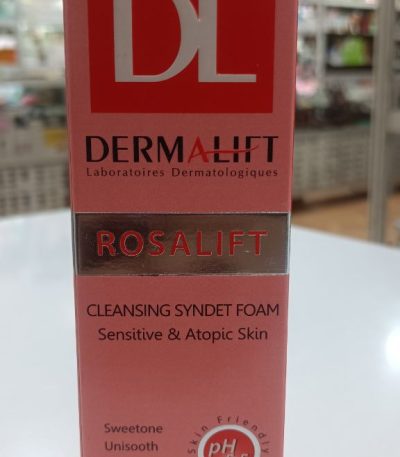 DL
DERMALIFT
Laboratoires Dermatologiques
ROSALIFT
CLEANSING SYNDET FOAM
Sensitive & Atopic Skin
Sweetone
Unisooth
Skin Friendly
pH